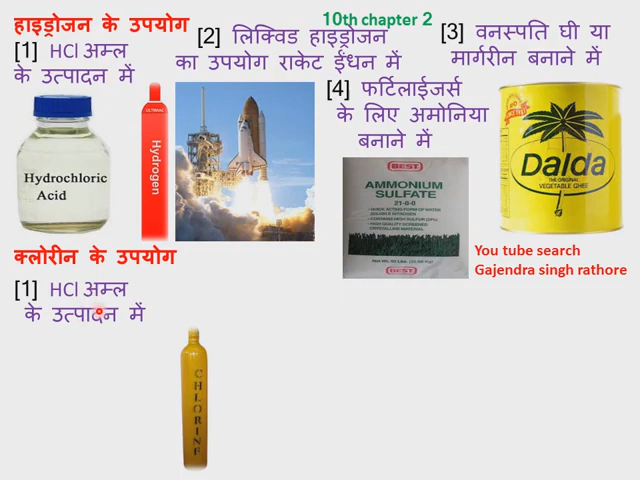 हाइड्रोजन के उपयोग
10th chapter 2
[1] HCl अम्ल
के उत्पादन में
[2] लिक्विड हाइड्रोजन
का उपयोग राकेट ईंधन में
[3] वनस्पति घी या
मार्गरीन बनाने में
[4] फर्टिलाईजर्स
के लिए अमोनिया
बनाने में
Hydrochloric
Acid
Hydrogen
BEST
AMMONIUM
SULFATE
21-0-0
BEST
Dalda
THE ORIGINAL
VEGETABLE GHEE
You tube search
Gajendra singh rathore
क्लोरीन के उपयोग
[1] HCl अम्ल
के उत्पादन में
CHLORINE